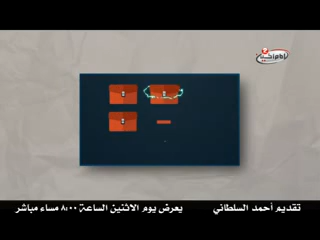 تقديم أحمد السلطاني يعرض يوم الاثنين الساعة ٨:٠٠ مساء مباشر